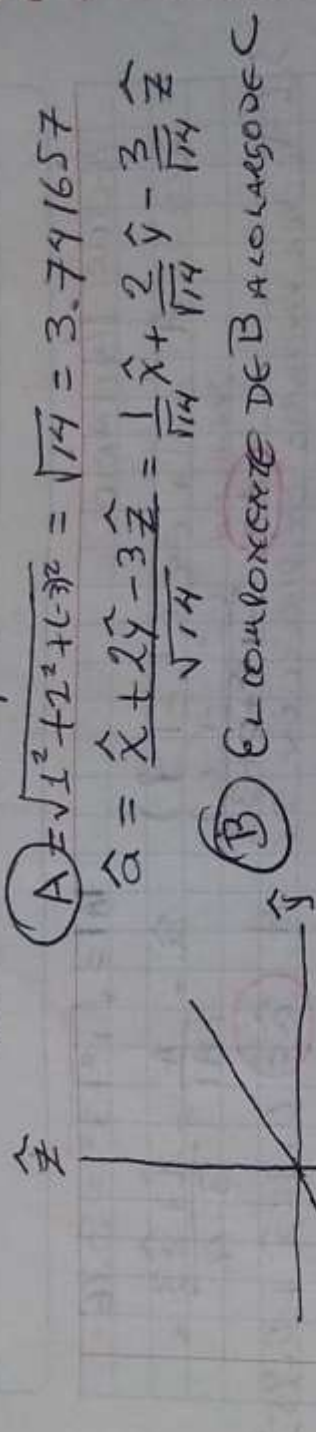 A = √1²+2²+(-3)² = √14 = 3.741657
â = x̂ + 2ŷ - 3ẑ / √14 = 1/√14 x̂ + 2/√14 ŷ - 3/√14 ẑ
B EL COMPONENTE DE B A LO LARGO DE C
ẑ
ŷ